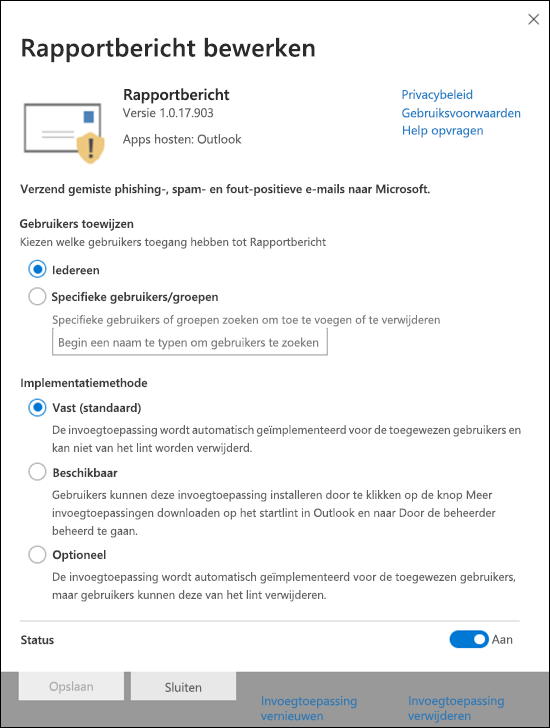 Rapportbericht bewerken
Rapportbericht
Versie 1.0.17.903
Apps hosten: Outlook
Privacybeleid
Gebruiksvoorwaarden
Help opvragen
Verzend gemiste phishing-, spam- en fout-positieve e-mails naar Microsoft.
Gebruikers toewijzen
Kiezen welke gebruikers toegang hebben tot Rapportbericht
Iedereen
Specifieke gebruikers/groepen
Specifieke gebruikers of groepen zoeken om toe te voegen of te verwijderen
Begin een naam te typen om gebruikers te zoeken
Implementatiemethode
Vast (standaard)
De invoegtoepassing wordt automatisch geïmplementeerd voor de toegewezen gebruikers en
kan niet van het lint worden verwijderd.
Beschikbaar
Gebruikers kunnen deze invoegtoepassing installeren door te klikken op de knop Meer
invoegtoepassingen downloaden op het startlint in Outlook en naar Door de beheerder
beheerd te gaan.
Optioneel
De invoegtoepassing wordt automatisch geïmplementeerd voor de toegewezen gebruikers,
maar gebruikers kunnen deze van het lint verwijderen.
Status
Aan
Opslaan
Sluiten
Invoegtoepassing
vernieuwen
Invoegtoepassing
verwijderen